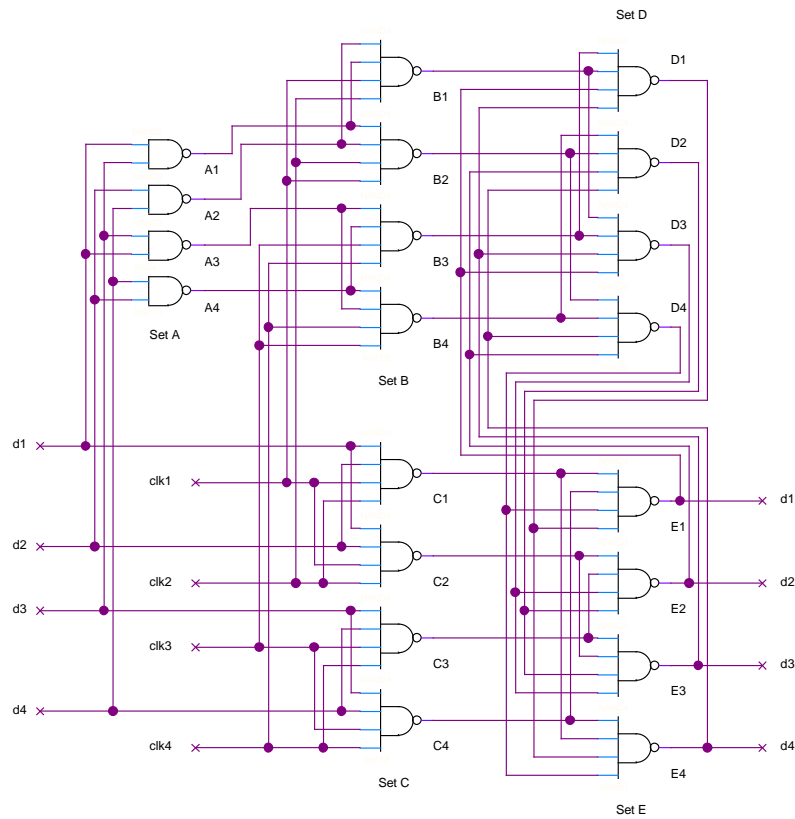 Set D
D1
B1
D2
A1
B2
A2
D3
A3
B3
A4
D4
Set A
B4
Set B
d1
clk1
C1
d1
E1
d2
C2
clk2
d2
E2
d3
clk3
C3
d3
E3
d4
C4
clk4
d4
E4
Set C
Set E